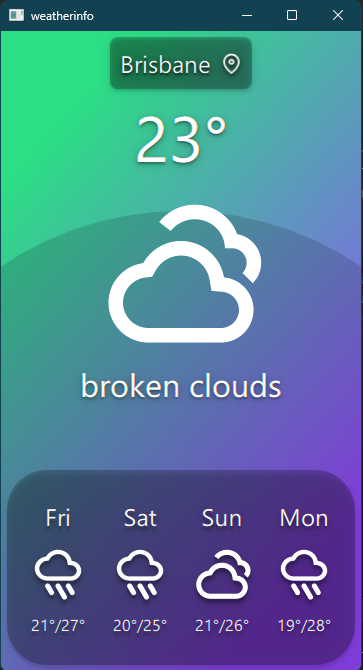 weatherinfo
Brisbane
23°
broken clouds
Fri Sat Sun Mon
21°/27° 20°/25° 21°/26° 19°/28°